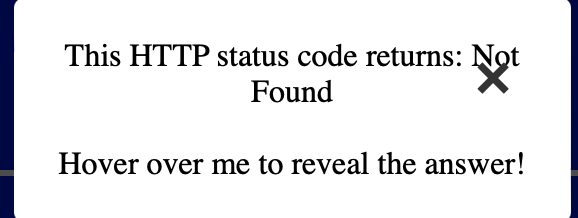 This HTTP status code returns: Not
Found
Hover over me to reveal the answer!